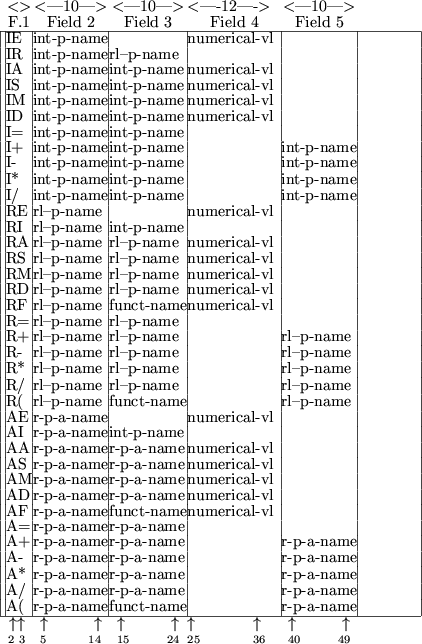 <> <—10—> <—10—> <—-12—-> <—10—>
F.1 Field 2 Field 3 Field 4 Field 5
IE int-p-name numerical-vl
IR int-p-name rl–p-name
IA int-p-name int-p-name numerical-vl
IS int-p-name int-p-name numerical-vl
IM int-p-name int-p-name numerical-vl
ID int-p-name int-p-name numerical-vl
I= int-p-name int-p-name
I+ int-p-name int-p-name int-p-name
I- int-p-name int-p-name int-p-name
I* int-p-name int-p-name int-p-name
I/ int-p-name int-p-name int-p-name
RE rl–p-name numerical-vl
RI rl–p-name int-p-name
RA rl–p-name rl–p-name numerical-vl
RS rl–p-name rl–p-name numerical-vl
RM rl–p-name rl–p-name numerical-vl
RD rl–p-name rl–p-name numerical-vl
RF rl–p-name funct-name numerical-vl
R= rl–p-name rl–p-name
R+ rl–p-name rl–p-name rl–p-name
R- rl–p-name rl–p-name rl–p-name
R* rl–p-name rl–p-name rl–p-name
R/ rl–p-name rl–p-name rl–p-name
R( rl–p-name funct-name rl–p-name
AE r-p-a-name numerical-vl
AI r-p-a-name int-p-name
AA r-p-a-name r-p-a-name numerical-vl
AS r-p-a-name r-p-a-name numerical-vl
AM r-p-a-name r-p-a-name numerical-vl
AD r-p-a-name r-p-a-name numerical-vl
AF r-p-a-name funct-name numerical-vl
A= r-p-a-name r-p-a-name
A+ r-p-a-name r-p-a-name r-p-a-name
A- r-p-a-name r-p-a-name r-p-a-name
A* r-p-a-name r-p-a-name r-p-a-name
A/ r-p-a-name r-p-a-name r-p-a-name
A( r-p-a-name funct-name r-p-a-name
↑↑ ↑ ↑ ↑ ↑ ↑ ↑ ↑ ↑
2 3 5 14 15 24 25 36 40 49